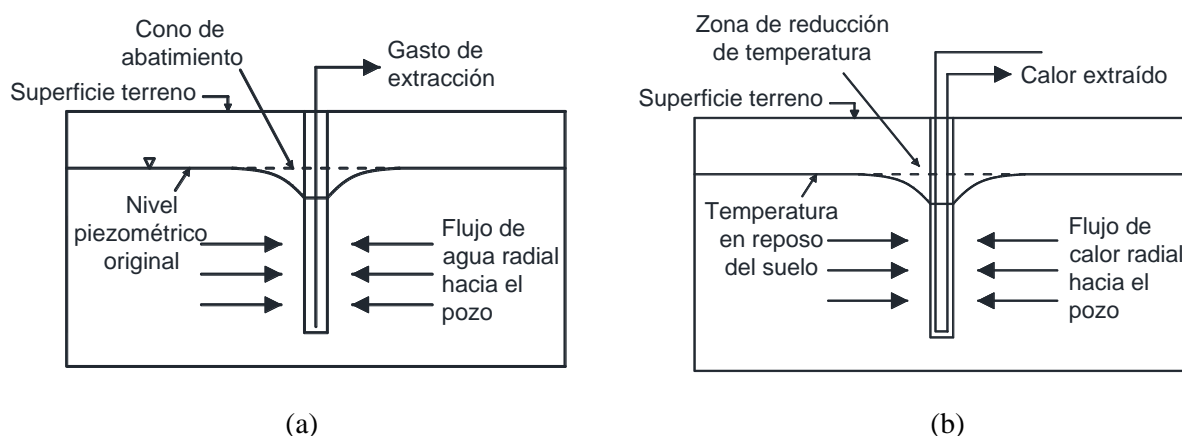 Cono de
abatimiento
Gasto de
extracción
Superficie terreno
Nivel
piezométrico
original
Flujo de
agua radial
hacia el
pozo
(a)
Zona de reducción
de temperatura
Calor extraído
Superficie terreno
Temperatura
en reposo
del suelo
Flujo de
calor radial
hacia el
pozo
(b)